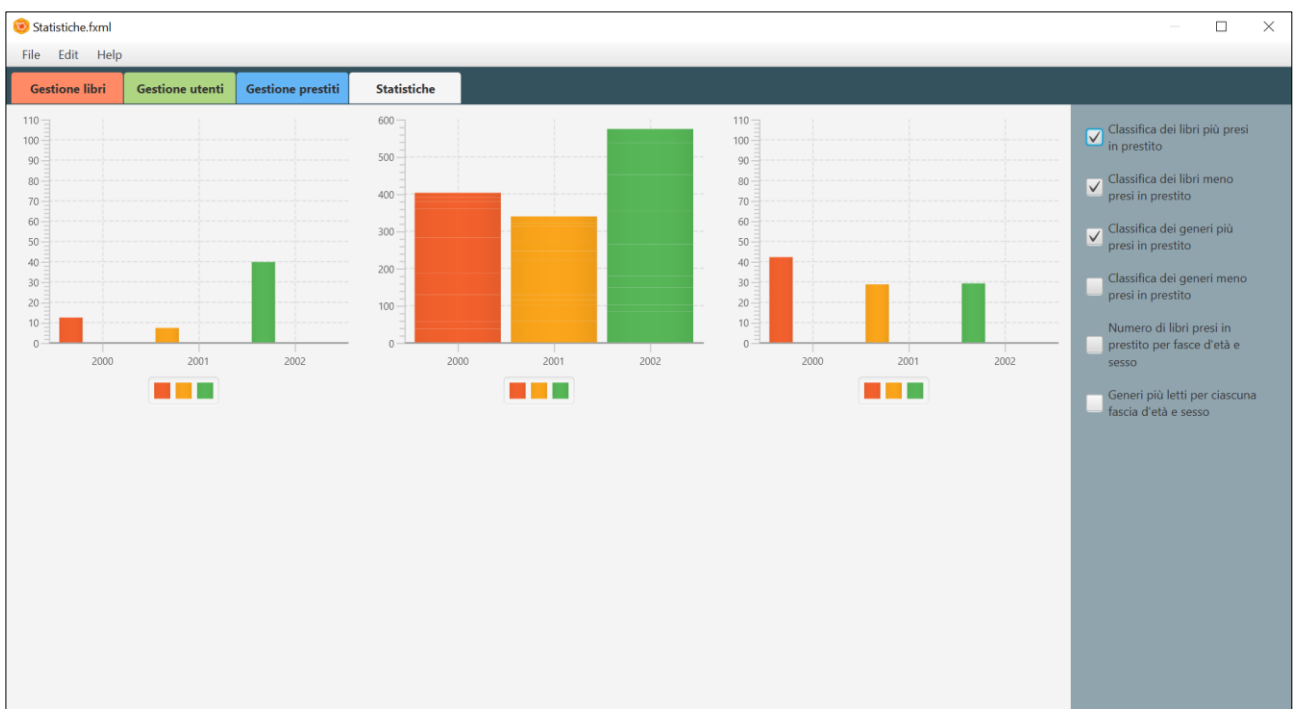 Statistiche.fxml
File Edit Help
Gestione libri Gestione utenti Gestione prestiti Statistiche
110
100
90
80
70
60
50
40
30
20
10
0
2000 2001 2002
600
500
400
300
200
100
0
2000 2001 2002
110
100
90
80
70
60
50
40
30
20
10
0
2000 2001 2002
Classifica dei libri più presi
in prestito
Classifica dei libri meno
presi in prestito
Classifica dei generi più
presi in prestito
Classifica dei generi meno
presi in prestito
Numero di libri presi in
prestito per fasce d'età e
sesso
Generi più letti per ciascuna
fascia d'età e sesso